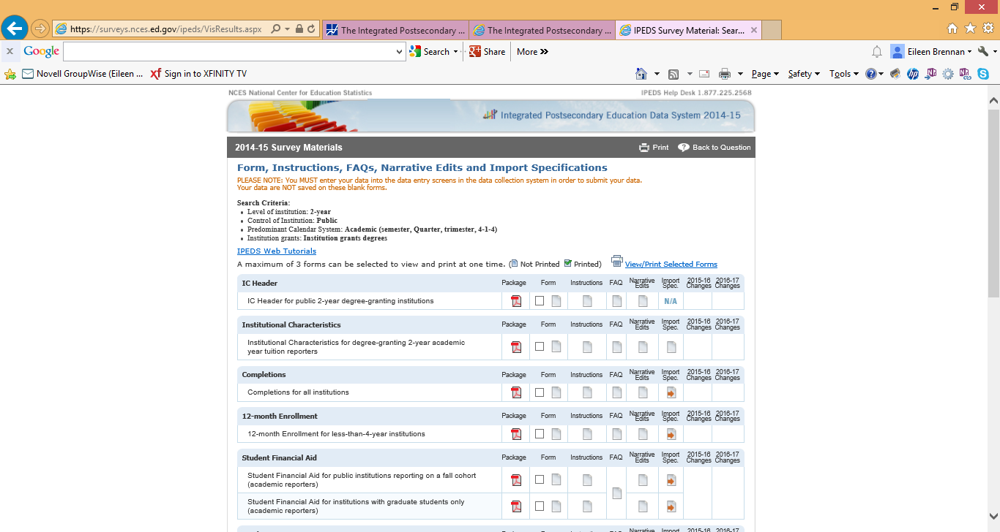 https://surveys.nces.ed.gov/ipeds/VisResults.aspx
The Integrated Postsecondary ...
The Integrated Postsecondary ...
IPEDS Survey Material: Sear...
x Google Search Share More »
Eileen Brennan
Novell GroupWise (Eileen ... Sign in to XFINITY TV
Page Safety Tools
NCES National Center for Education Statistics IPEDS Help Desk 1.877.225.2568
Integrated Postsecondary Education Data System 2014-15
2014-15 Survey Materials Print Back to Question
Form, Instructions, FAQs, Narrative Edits and Import Specifications
PLEASE NOTE: You MUST enter your data into the data entry screens in the data collection system in order to submit your data.
Your data are NOT saved on these blank forms.
Search Criteria:
Level of institution: 2-year
Control of Institution: Public
Predominant Calendar System: Academic (semester, Quarter, trimester, 4-1-4)
Institution grants: Institution grants degrees
IPEDS Web Tutorials
A maximum of 3 forms can be selected to view and print at one time. ( Not Printed Printed) View/Print Selected Forms
IC Header Package Form Instructions FAQ Narrative Edits Import Spec. 2015-16 Changes 2016-17 Changes
IC Header for public 2-year degree-granting institutions N/A
Institutional Characteristics Package Form Instructions FAQ Narrative Edits Import Spec. 2015-16 Changes 2016-17 Changes
Institutional Characteristics for degree-granting 2-year academic
year tuition reporters
Completions Package Form Instructions FAQ Narrative Edits Import Spec. 2015-16 Changes 2016-17 Changes
Completions for all institutions
12-month Enrollment Package Form Instructions FAQ Narrative Edits Import Spec. 2015-16 Changes 2016-17 Changes
12-month Enrollment for less-than-4-year institutions
Student Financial Aid Package Form Instructions FAQ Narrative Edits Import Spec. 2015-16 Changes 2016-17 Changes
Student Financial Aid for public institutions reporting on a fall cohort
(academic reporters)
Student Financial Aid for institutions with graduate students only
(academic reporters)
Narrative Import 2015-16 2016-17